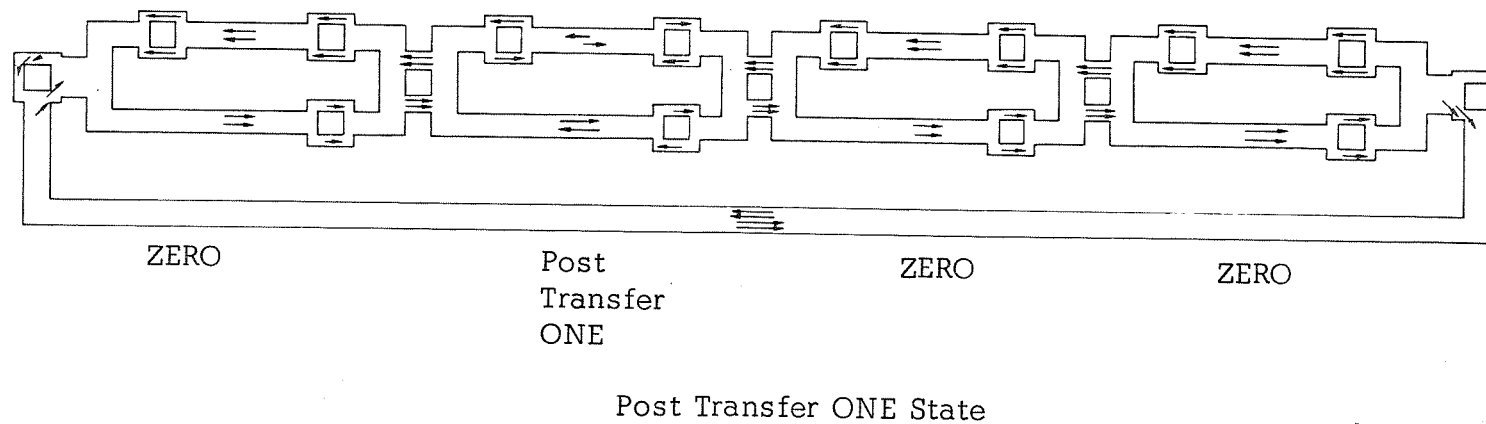 ZERO
Post
Transfer
ONE
ZERO
ZERO
Post Transfer ONE State